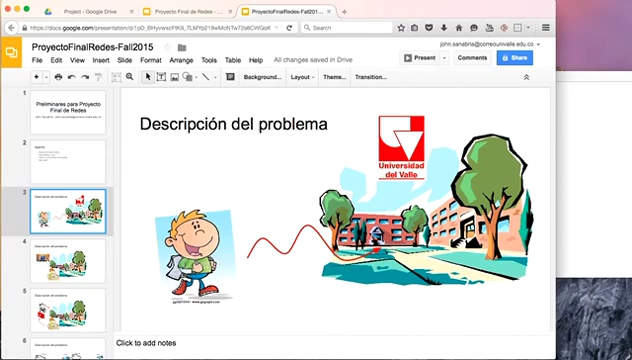 Project - Google Drive
Proyecto Final de Redes -
ProyectoFinalRedes-Fall201...
https://docs.google.com/presentation/d/
ProyectoFinalRedes-Fall2015
john.sanabria@correounivalle.edu.co
File Edit View Insert Slide Format Arrange Tools Table Help All changes saved in Drive
Present Comments Share
Background... Layout Theme... Transition...
1
Preliminares para Proyecto
Final de Redes
2
3
Descripción del problema
4
Descripción del problema
5
Descripción del problema
6
Descripción del problema
Universidad
del Valle
Click to add notes